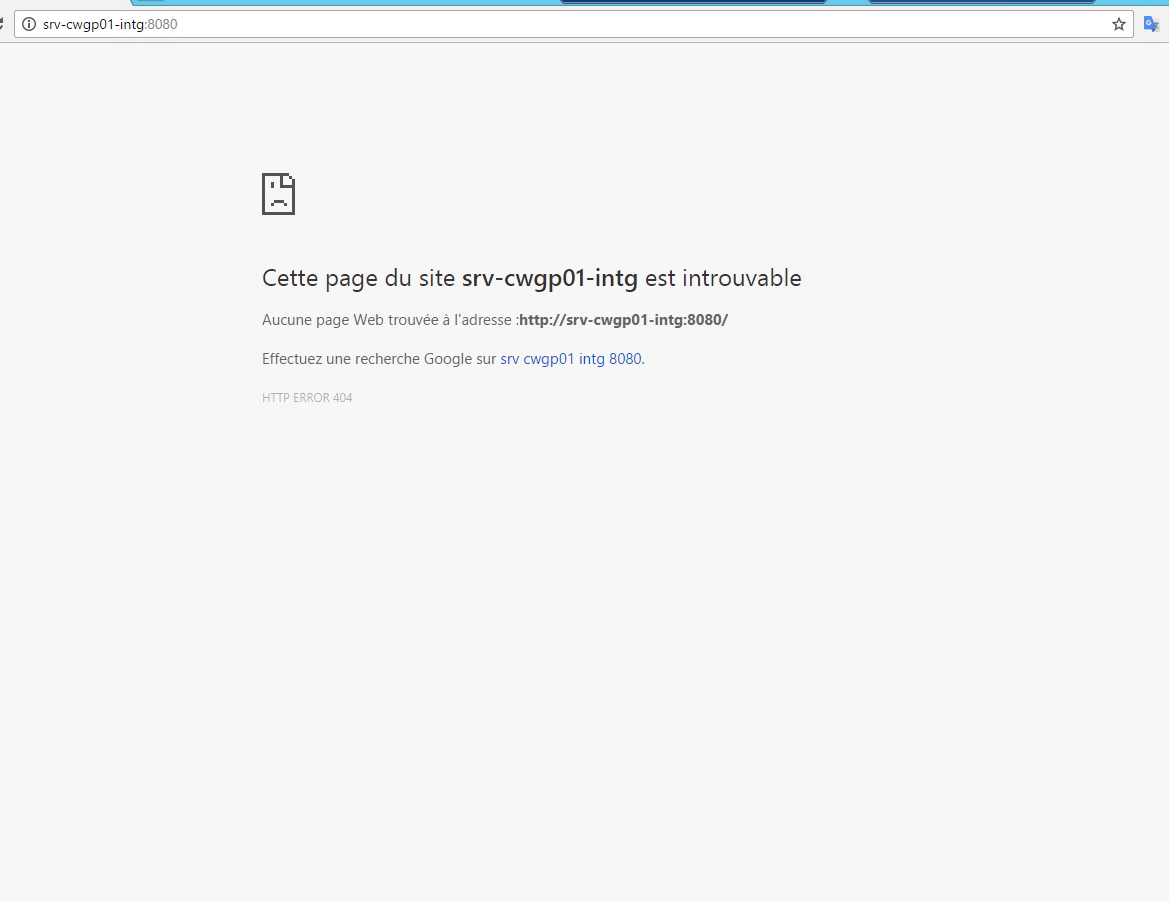 srv-cwgp01-intg:8080
Cette page du site srv-cwgp01-intg est introuvable
Aucune page Web trouvée à l'adresse :http://srv-cwgp01-intg:8080/
Effectuez une recherche Google sur srv cwgp01 intg 8080.
HTTP ERROR 404